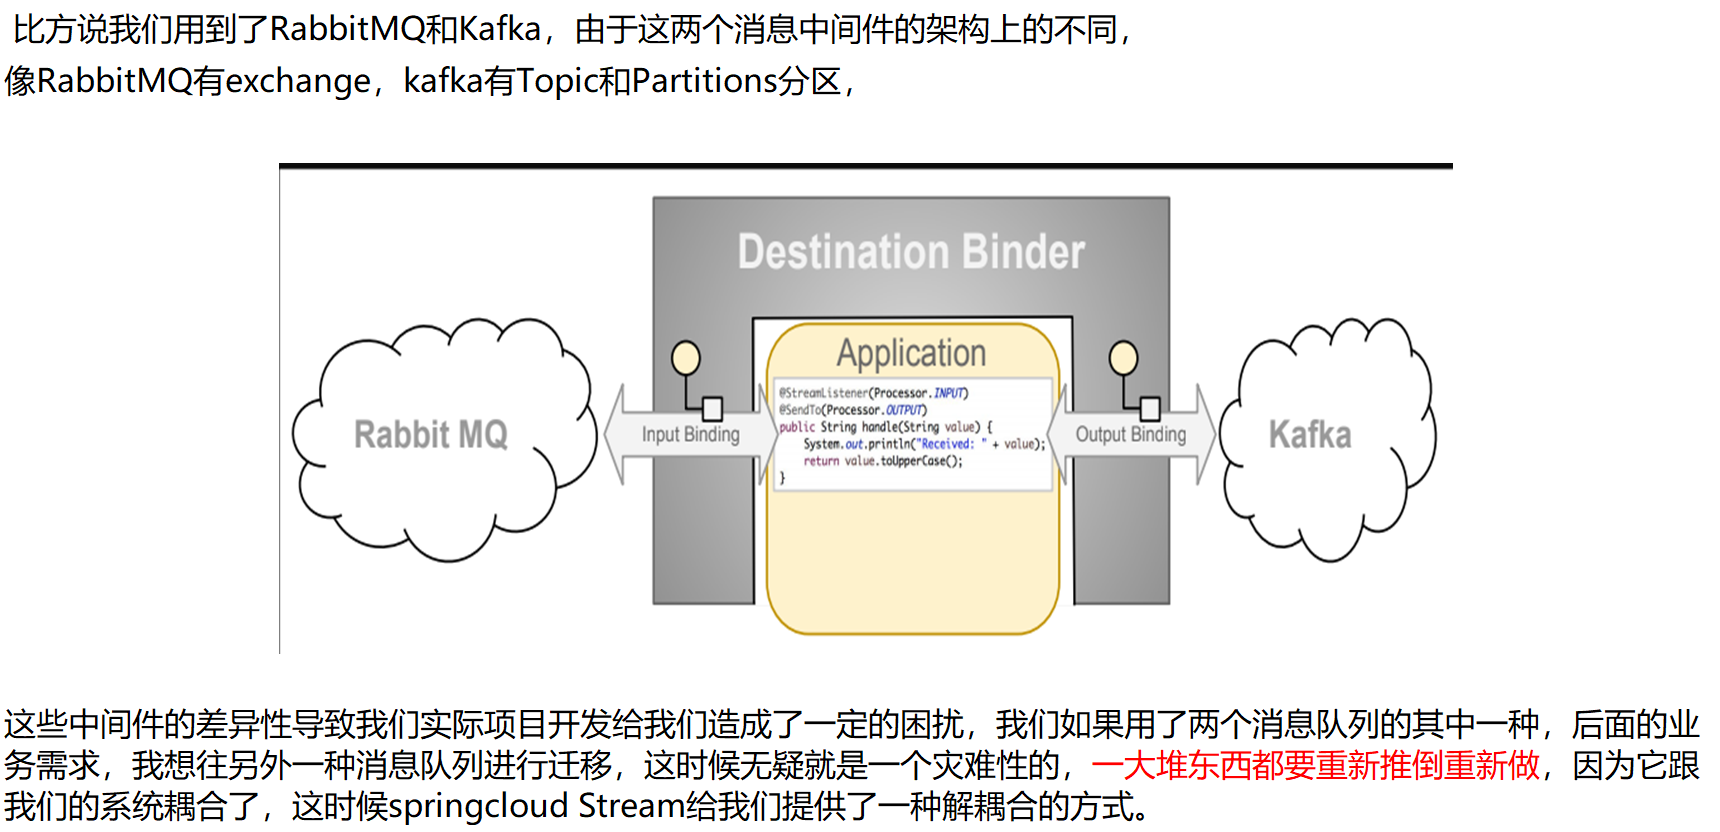 比方说我们用到了RabbitMQ和Kafka，由于这两个消息中间件的架构上的不同，
像RabbitMQ有exchange，kafka有Topic和Partitions分区，
Destination Binder
Application
@StreamListener(Processor.INPUT)
@SendTo(Processor.OUTPUT)
public String handle(String value) {
System.out.println("Received: " + value);
return value.toUpperCase();
}
Rabbit MQ
Input Binding
Output Binding
Kafka
这些中间件的差异性导致我们实际项目开发给我们造成了一定的困扰，我们如果用了两个消息队列的其中一种，后面的业
务需求，我想往另外一种消息队列进行迁移，这时候无疑就是一个灾难性的，一大堆东西都要重新推倒重新做，因为它跟
我们的系统耦合了，这时候springcloud Stream给我们提供了一种解耦合的方式。